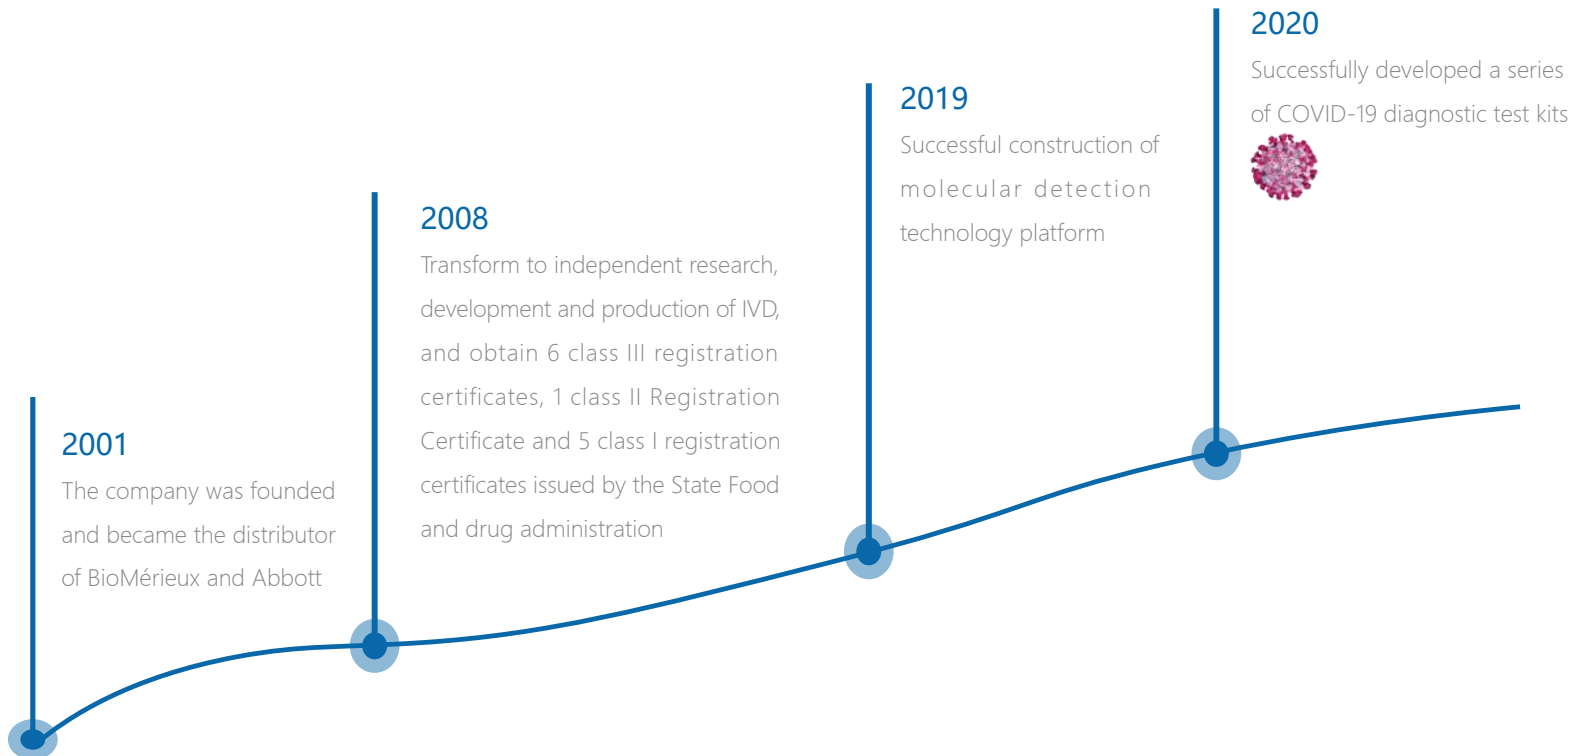 2001
The company was founded
and became the distributor
of BioMérieux and Abbott
2008
Transform to independent research,
development and production of IVD,
and obtain 6 class III registration
certificates, 1 class II Registration
Certificate and 5 class I registration
certificates issued by the State Food
and drug administration
2019
Successful construction of
molecular detection
technology platform
2020
Successfully developed a series
of COVID-19 diagnostic test kits